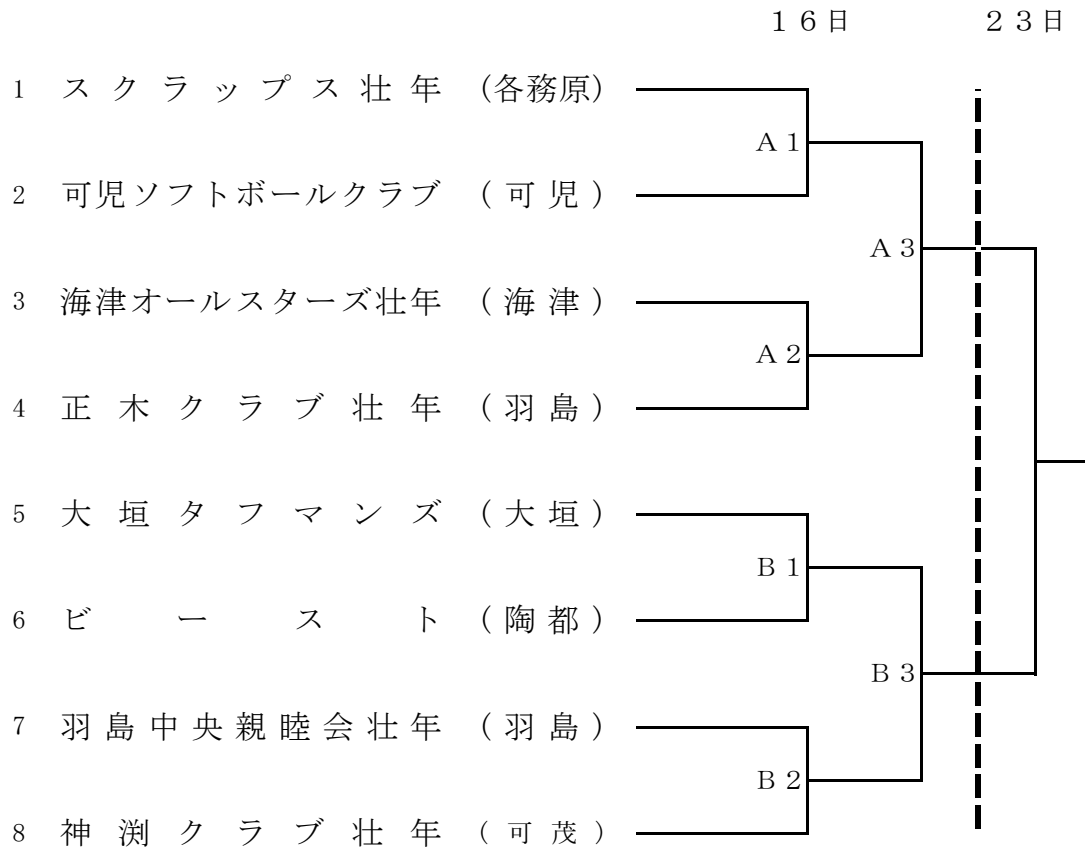 １６日 ２３日
1 スクラップス壮年 (各務原)
A１
2 可児ソフトボールクラブ (可児)
A３
3 海津オールスターズ壮年 (海津)
A２
4 正木クラブ壮年 (羽島)
5 大垣タフマンズ (大垣)
B１
6 ビースト (陶都)
B３
7 羽島中央親睦会壮年 (羽島)
B２
8 神渕クラブ壮年 (可茂)